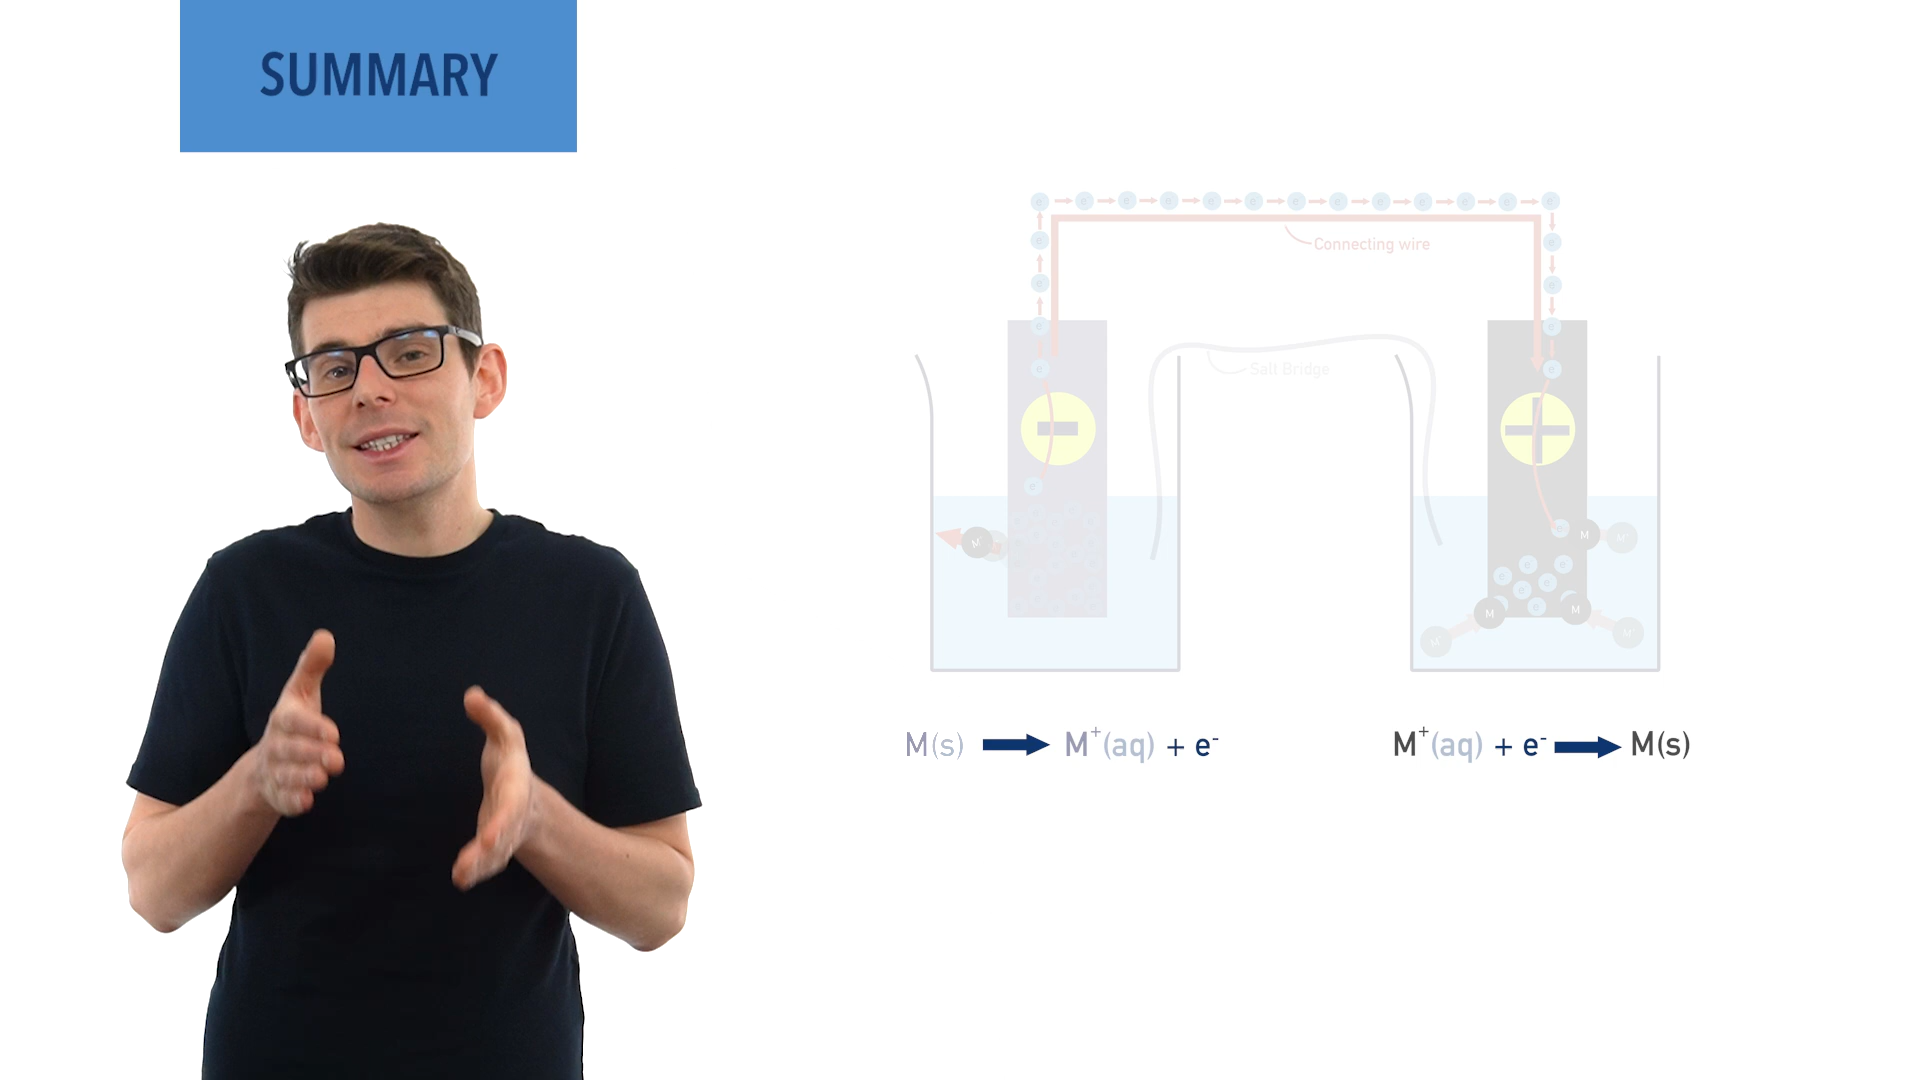 SUMMARY
Connecting wire
Salt Bridge
M(s) → M⁺(aq) + e⁻
M⁺(aq) + e⁻ → M(s)